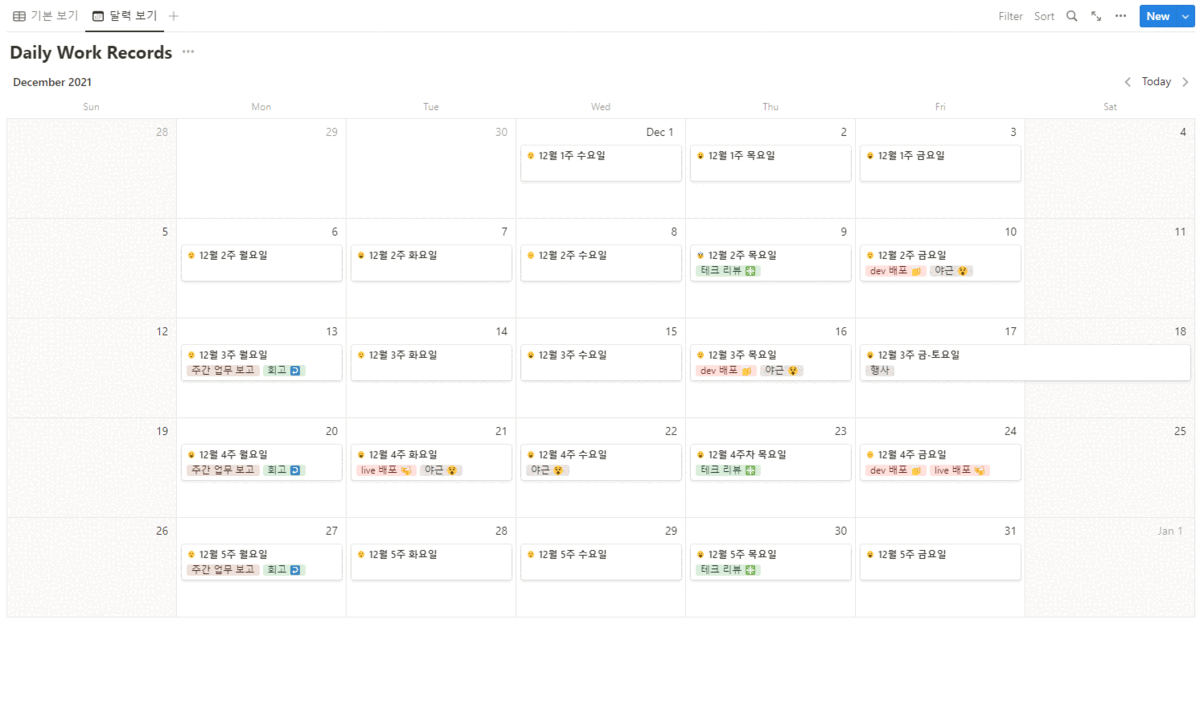 기본 보기 달력 보기 Filter Sort New
Daily Work Records
December 2021 Today
Sun Mon Tue Wed Thu Fri Sat
28 29 30 Dec 1 2 3 4
12월 1주 수요일 12월 1주 목요일 12월 1주 금요일
5 6 7 8 9 10 11
12월 2주 월요일 12월 2주 화요일 12월 2주 수요일 12월 2주 목요일 12월 2주 금요일
테크 리뷰 dev 배포 야근
12 13 14 15 16 17 18
12월 3주 월요일 12월 3주 화요일 12월 3주 수요일 12월 3주 목요일 12월 3주 금-토요일
주간 업무 보고 회고 dev 배포 야근 행사
19 20 21 22 23 24 25
12월 4주 월요일 12월 4주 화요일 12월 4주 수요일 12월 4주차 목요일 12월 4주 금요일
주간 업무 보고 회고 live 배포 야근 야근 테크 리뷰 dev 배포 live 배포
26 27 28 29 30 31 Jan 1
12월 5주 월요일 12월 5주 화요일 12월 5주 수요일 12월 5주 목요일 12월 5주 금요일
주간 업무 보고 회고 테크 리뷰